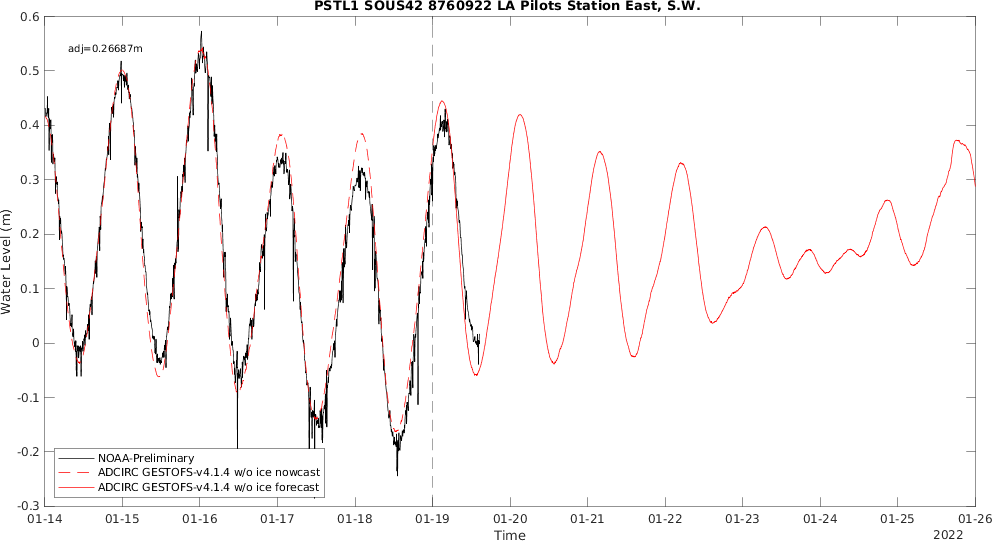 PSTL1 SOUS42 8760922 LA Pilots Station East, S.W.
adj=0.26687m
Water Level (m)
0.6
0.5
0.4
0.3
0.2
0.1
0
-0.1
-0.2
-0.3
NOAA-Preliminary
ADCIRC GESTOFS-v4.1.4 w/o ice nowcast
ADCIRC GESTOFS-v4.1.4 w/o ice forecast
01-14 01-15 01-16 01-17 01-18 01-19 01-20 01-21 01-22 01-23 01-24 01-25 01-26
Time
2022